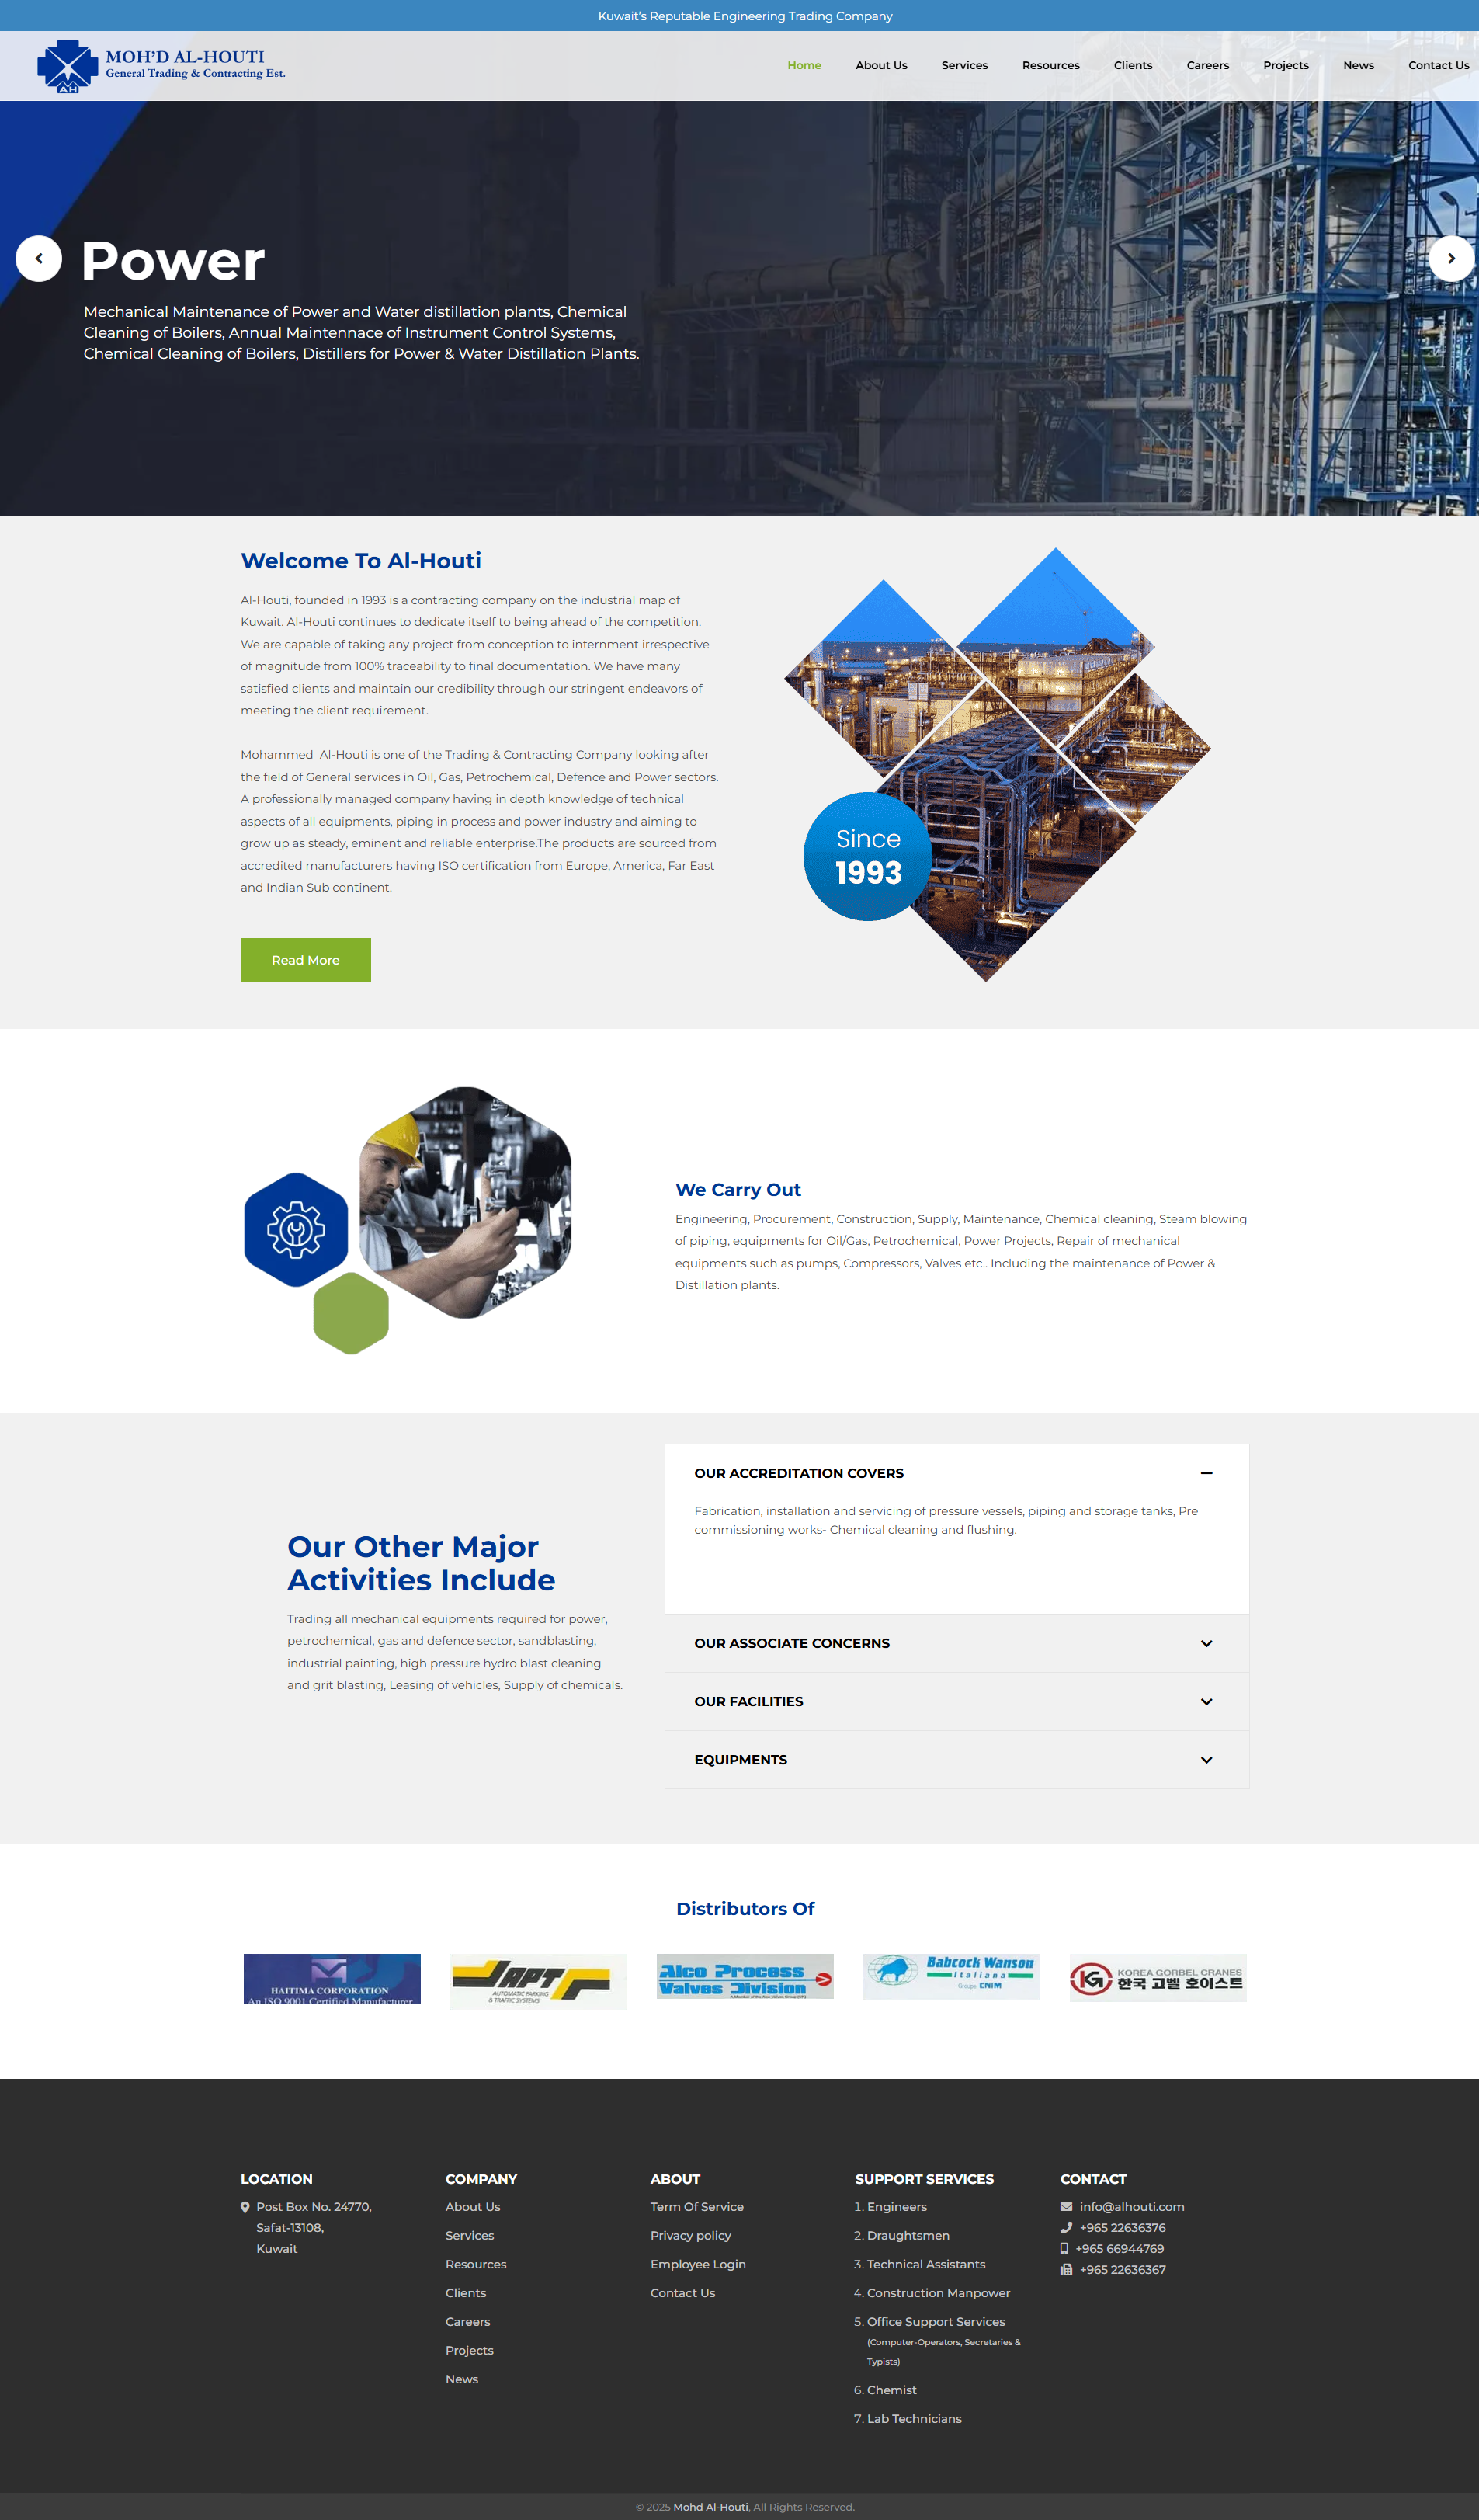 Kuwait's Reputable Engineering Trading Company
MOH'D AL-HOUTI
General Trading & Contracting Est.
AH
Home
About Us
Services
Resources
Clients
Careers
Projects
News
Contact Us
Power
Mechanical Maintenance of Power and Water distillation plants, Chemical
Cleaning of Boilers, Annual Maintennace of Instrument Control Systems,
Chemical Cleaning of Boilers, Distillers for Power & Water Distillation Plants.
Welcome To Al-Houti
Al-Houti, founded in 1993 is a contracting company on the industrial map of
Kuwait. Al-Houti continues to dedicate itself to being ahead of the competition.
We are capable of taking any project from conception to internment irrespective
of magnitude from 100% traceability to final documentation. We have many
satisfied clients and maintain our credibility through our stringent endeavors of
meeting the client requirement.
Mohammed  Al-Houti is one of the Trading & Contracting Company looking after
the field of General services in Oil, Gas, Petrochemical, Defence and Power sectors.
A professionally managed company having in depth knowledge of technical
aspects of all equipments, piping in process and power industry and aiming to
grow up as steady, eminent and reliable enterprise.The products are sourced from
accredited manufacturers having ISO certification from Europe, America, Far East
and Indian Sub continent.
Read More
Since
1993
We Carry Out
Engineering, Procurement, Construction, Supply, Maintenance, Chemical cleaning, Steam blowing
of piping, equipments for Oil/Gas, Petrochemical, Power Projects, Repair of mechanical
equipments such as pumps, Compressors, Valves etc.. Including the maintenance of Power &
Distillation plants.
Our Other Major
Activities Include
Trading all mechanical equipments required for power,
petrochemical, gas and defence sector, sandblasting,
industrial painting, high pressure hydro blast cleaning
and grit blasting, Leasing of vehicles, Supply of chemicals.
OUR ACCREDITATION COVERS
Fabrication, installation and servicing of pressure vessels, piping and storage tanks, Pre
commissioning works- Chemical cleaning and flushing.
OUR ASSOCIATE CONCERNS
OUR FACILITIES
EQUIPMENTS
Distributors Of
HAITIMA CORPORATION
An ISO 9001 Certified Manufacturer
APT
AUTOMATIC PARKING
& TRAFFIC SYSTEMS
Alco Process
Valves Division
A Member of the Alco Valves Group (UK)
Babcock Wanson
Italiana
Groupe CNIM
KG
KOREA GORBEL CRANES
한국 고벨 호이스트
LOCATION
Post Box No. 24770,
Safat-13108,
Kuwait
COMPANY
About Us
Services
Resources
Clients
Careers
Projects
News
ABOUT
Term Of Service
Privacy policy
Employee Login
Contact Us
SUPPORT SERVICES
1. Engineers
2. Draughtsmen
3. Technical Assistants
4. Construction Manpower
5. Office Support Services
(Computer-Operators, Secretaries &
Typists)
6. Chemist
7. Lab Technicians
CONTACT
info@alhouti.com
+965 22636376
+965 66944769
+965 22636367
© 2025 Mohd Al-Houti, All Rights Reserved.